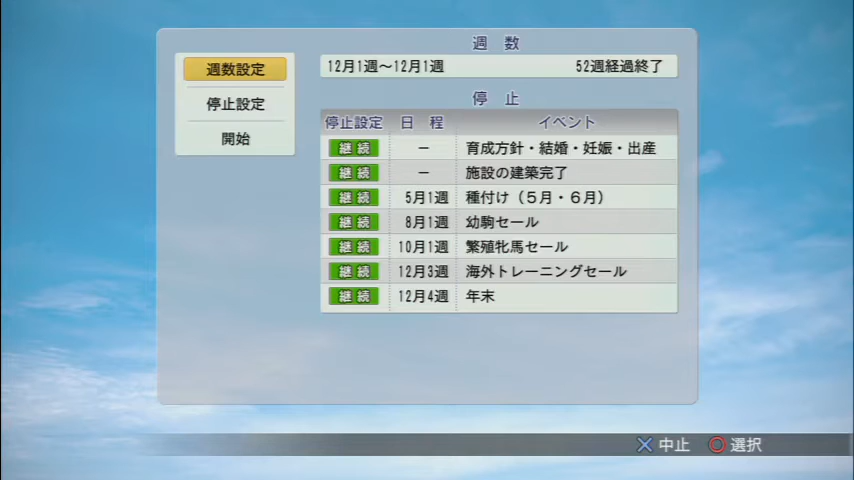 週数設定
停止設定
開始
週 数
12月1週～12月1週 52週経過終了
停 止
停止設定 日 程 イベント
継続 － 育成方針・結婚・妊娠・出産
継続 － 施設の建築完了
継続 5月1週 種付け（５月・６月）
継続 8月1週 幼駒セール
継続 10月1週 繁殖牝馬セール
継続 12月3週 海外トレーニングセール
継続 12月4週 年末
中止 選択